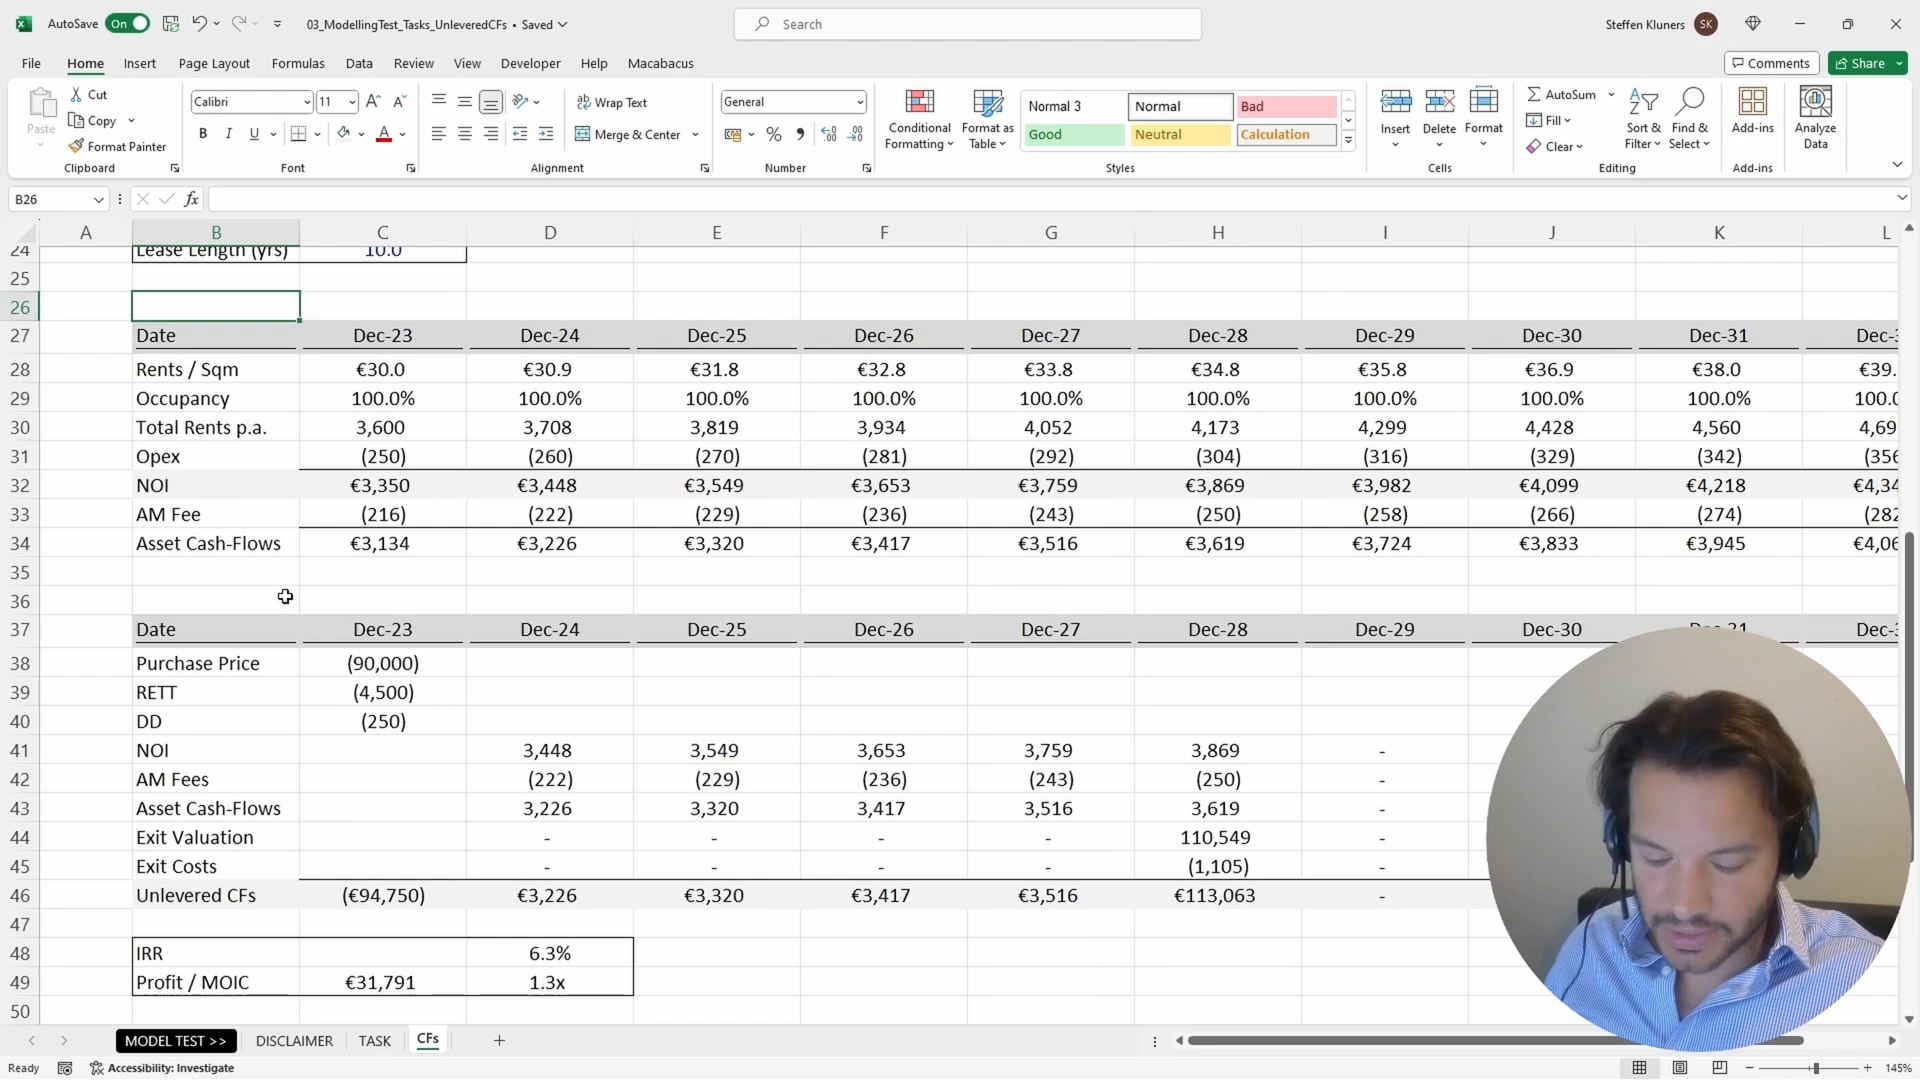 AutoSave On 03_ModellingTest_Tasks_UnleveredCFs • Saved Search Steffen Kluners SK
File Home Insert Page Layout Formulas Data Review View Developer Help Macabacus Comments Share
Paste Cut Copy Format Painter Clipboard
Calibri 11 B I U A Font
Wrap Text Merge & Center Alignment
General % Number
Conditional Formatting Format as Table Normal 3 Normal Bad Good Neutral Calculation Styles
Insert Delete Format Cells
AutoSum Fill Clear Sort & Filter Find & Select Editing
Add-ins Add-ins
Analyze Data
B26 fx
A B C D E F G H I J K L
24 Lease Length (yrs) 10.0
25
26
27 Date Dec-23 Dec-24 Dec-25 Dec-26 Dec-27 Dec-28 Dec-29 Dec-30 Dec-31
28 Rents / Sqm €30.0 €30.9 €31.8 €32.8 €33.8 €34.8 €35.8 €36.9 €38.0
29 Occupancy 100.0% 100.0% 100.0% 100.0% 100.0% 100.0% 100.0% 100.0% 100.0%
30 Total Rents p.a. 3,600 3,708 3,819 3,934 4,052 4,173 4,299 4,428 4,560
31 Opex (250) (260) (270) (281) (292) (304) (316) (329) (342)
32 NOI €3,350 €3,448 €3,549 €3,653 €3,759 €3,869 €3,982 €4,099 €4,218
33 AM Fee (216) (222) (229) (236) (243) (250) (258) (266) (274)
34 Asset Cash-Flows €3,134 €3,226 €3,320 €3,417 €3,516 €3,619 €3,724 €3,833 €3,945
35
36
37 Date Dec-23 Dec-24 Dec-25 Dec-26 Dec-27 Dec-28 Dec-29 Dec-30
38 Purchase Price (90,000)
39 RETT (4,500)
40 DD (250)
41 NOI 3,448 3,549 3,653 3,759 3,869 -
42 AM Fees (222) (229) (236) (243) (250) -
43 Asset Cash-Flows 3,226 3,320 3,417 3,516 3,619 -
44 Exit Valuation - - - - 110,549
45 Exit Costs - - - - (1,105)
46 Unlevered CFs (€94,750) €3,226 €3,320 €3,417 €3,516 €113,063 -
47
48 IRR 6.3%
49 Profit / MOIC €31,791 1.3x
50
MODEL TEST >> DISCLAIMER TASK CFs
Ready Accessibility: Investigate 145%